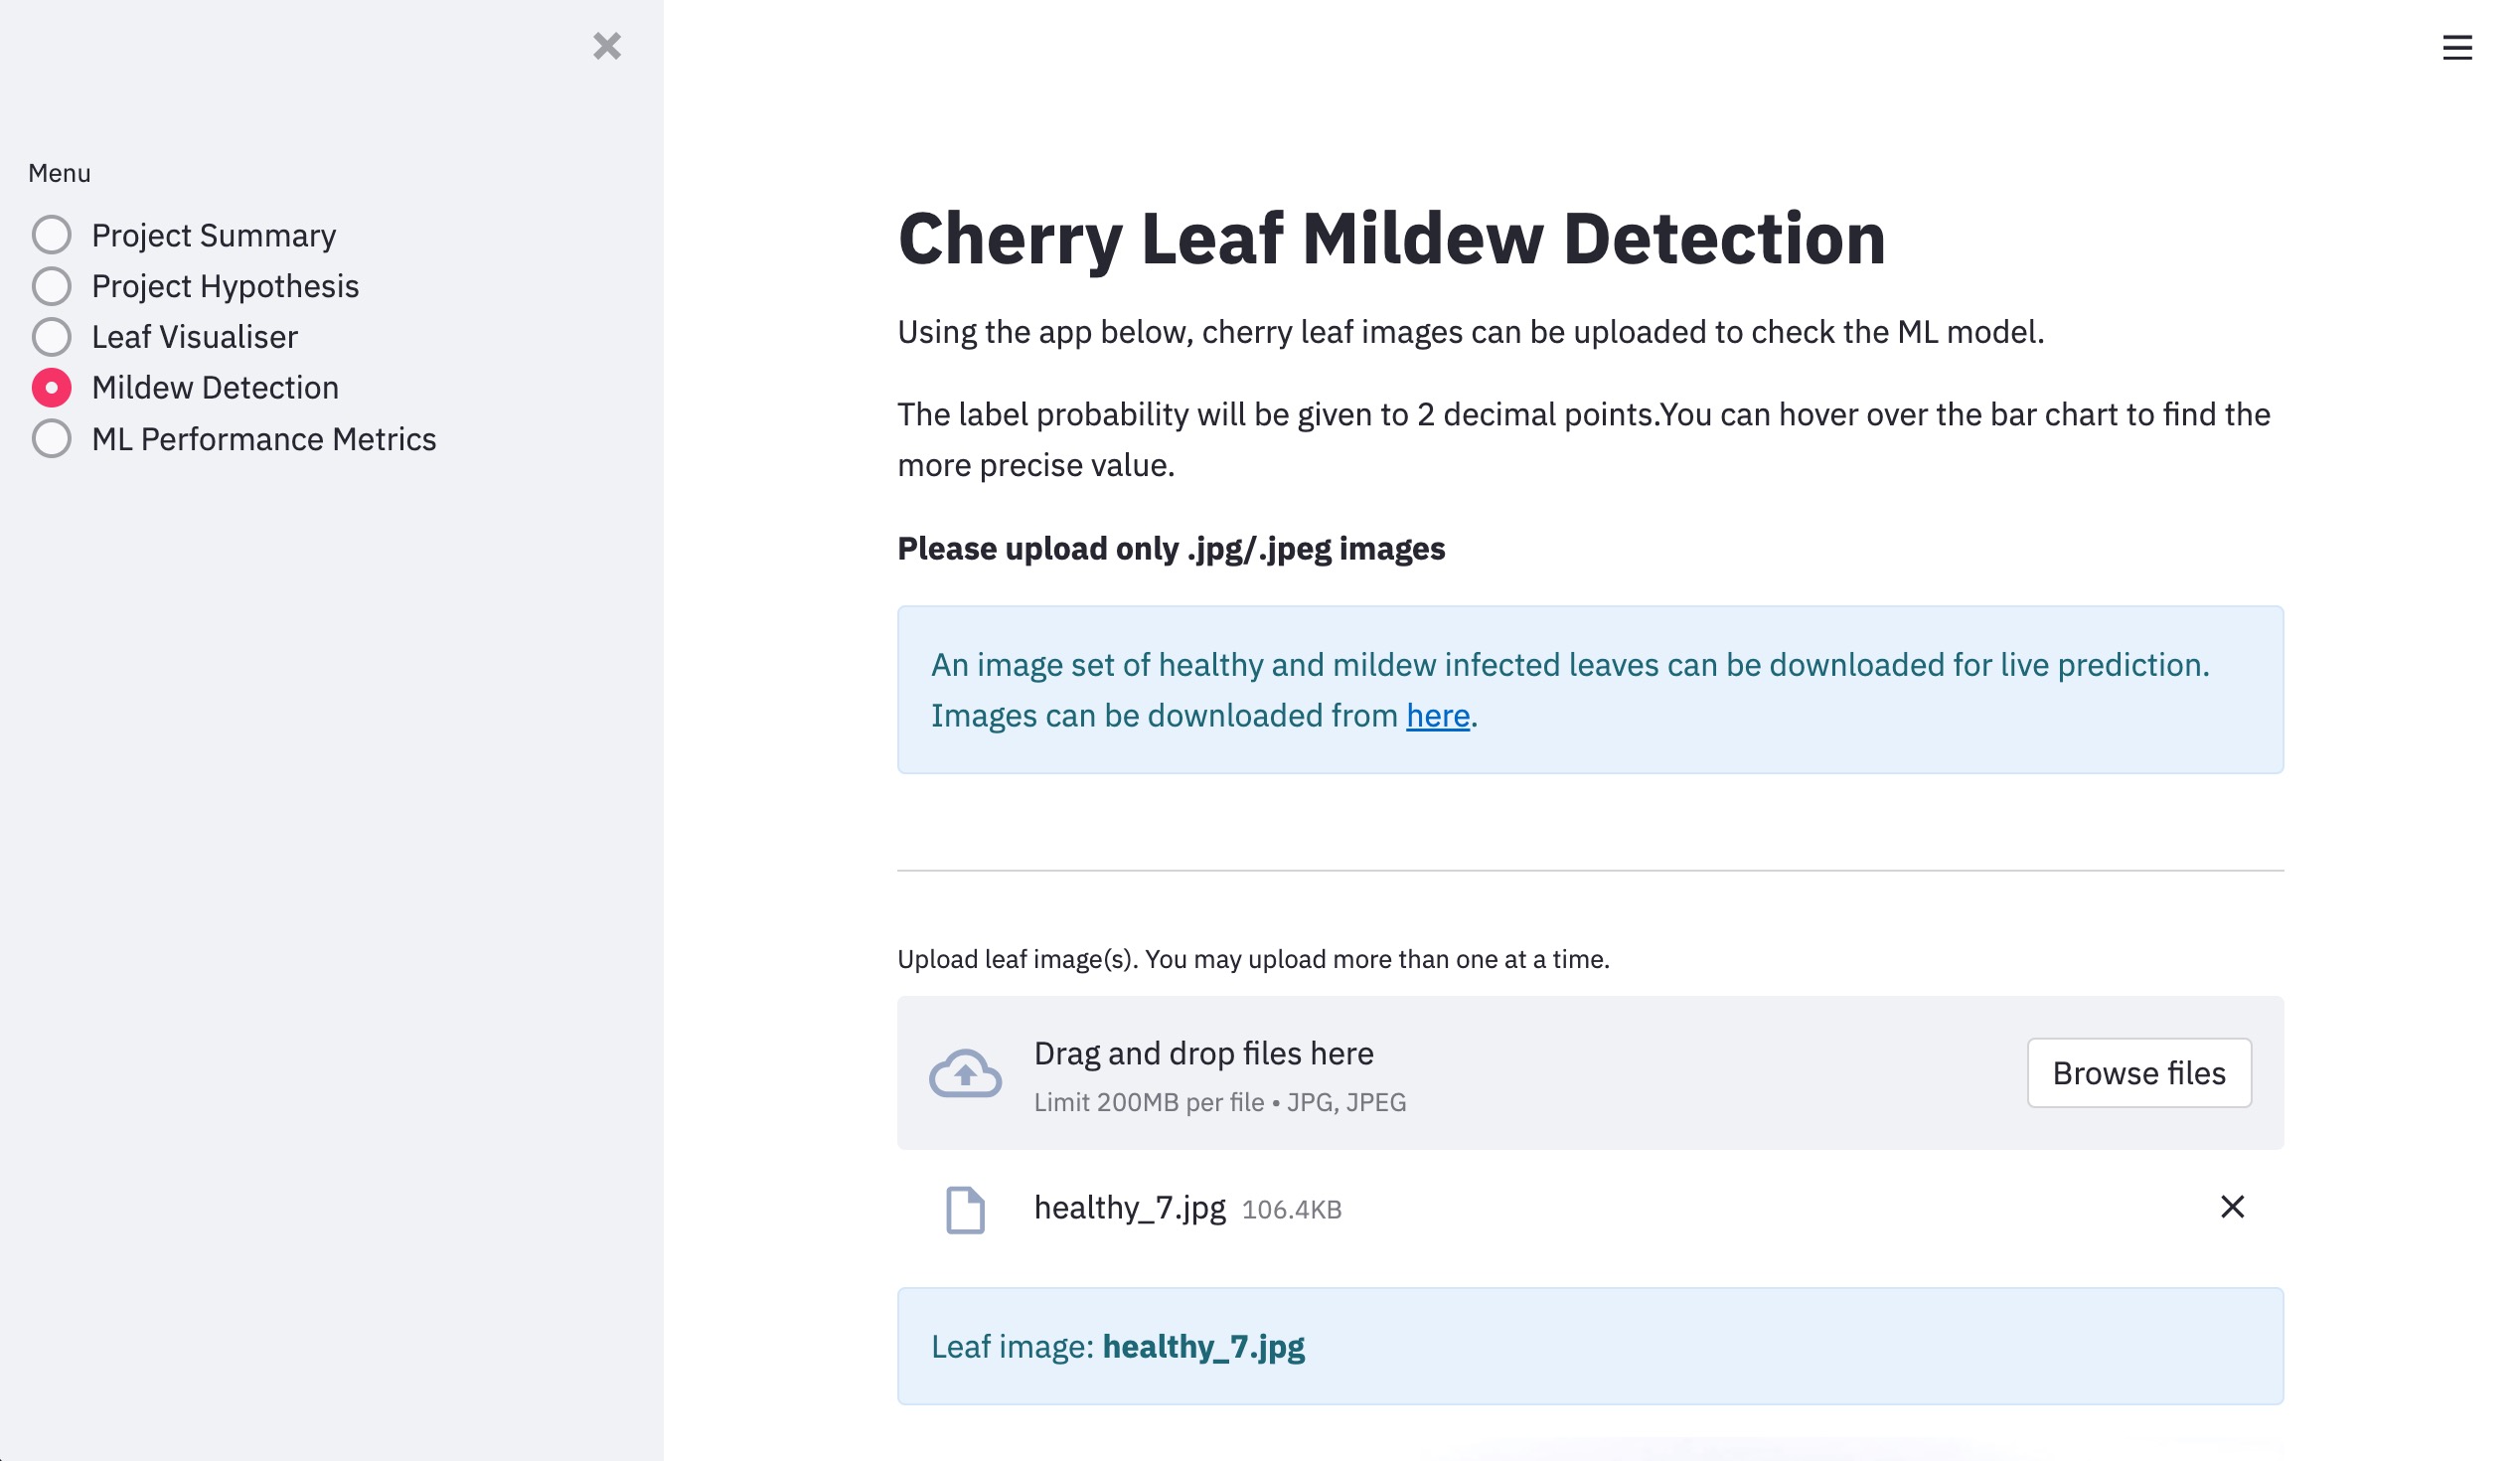 Menu
Project Summary
Project Hypothesis
Leaf Visualiser
Mildew Detection
ML Performance Metrics
Cherry Leaf Mildew Detection
Using the app below, cherry leaf images can be uploaded to check the ML model.
The label probability will be given to 2 decimal points.You can hover over the bar chart to find the
more precise value.
Please upload only .jpg/.jpeg images
An image set of healthy and mildew infected leaves can be downloaded for live prediction.
Images can be downloaded from here.
Upload leaf image(s). You may upload more than one at a time.
Drag and drop files here
Limit 200MB per file • JPG, JPEG
Browse files
healthy_7.jpg 106.4KB
Leaf image: healthy_7.jpg